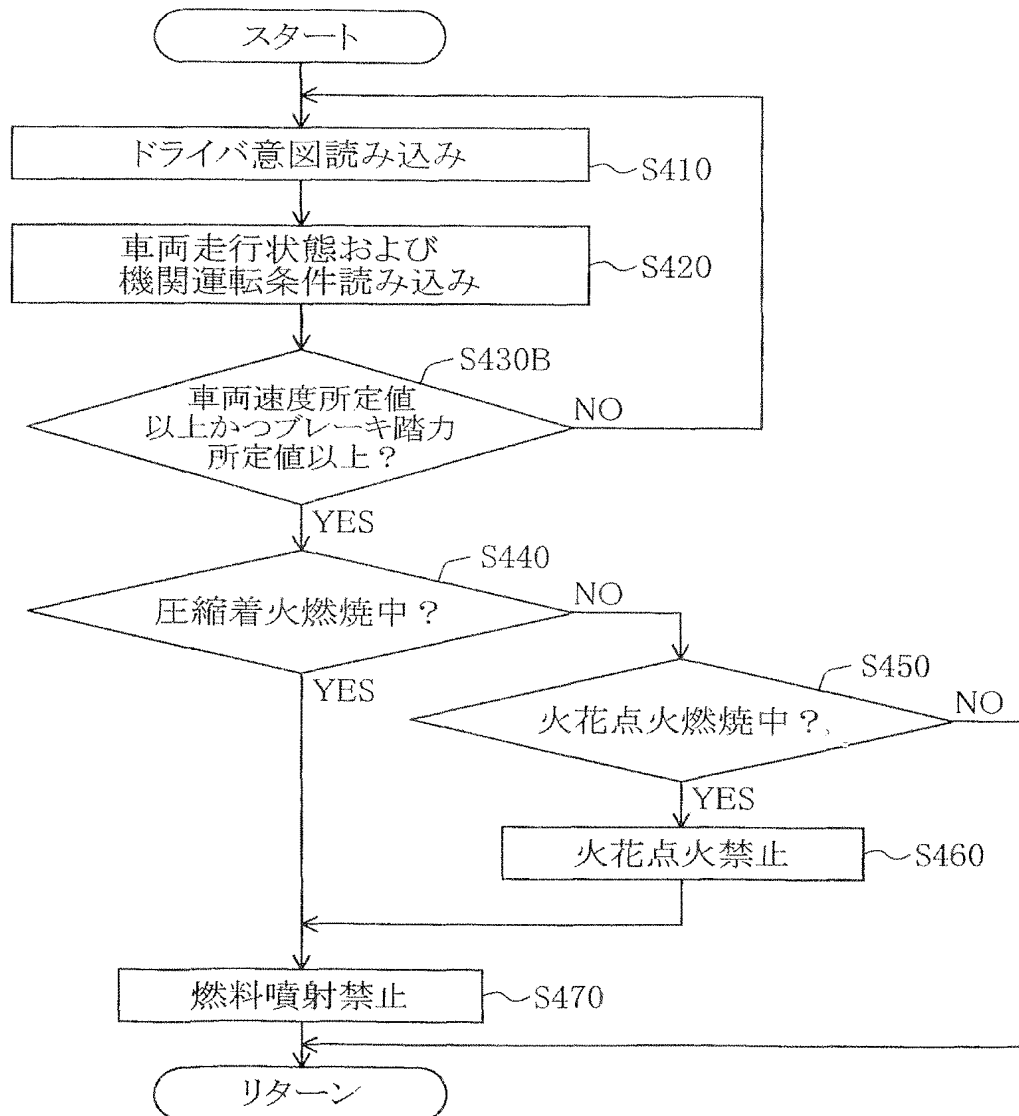 スタート
ドライバ意図読み込み
S410
車両走行状態および
機関運転条件読み込み
S420
S430B
車両速度所定値
以上かつブレーキ踏力
所定値以上？
NO
YES
S440
圧縮着火燃焼中？
NO
YES
S450
火花点火燃焼中？
NO
YES
火花点火禁止
S460
燃料噴射禁止
S470
リターン